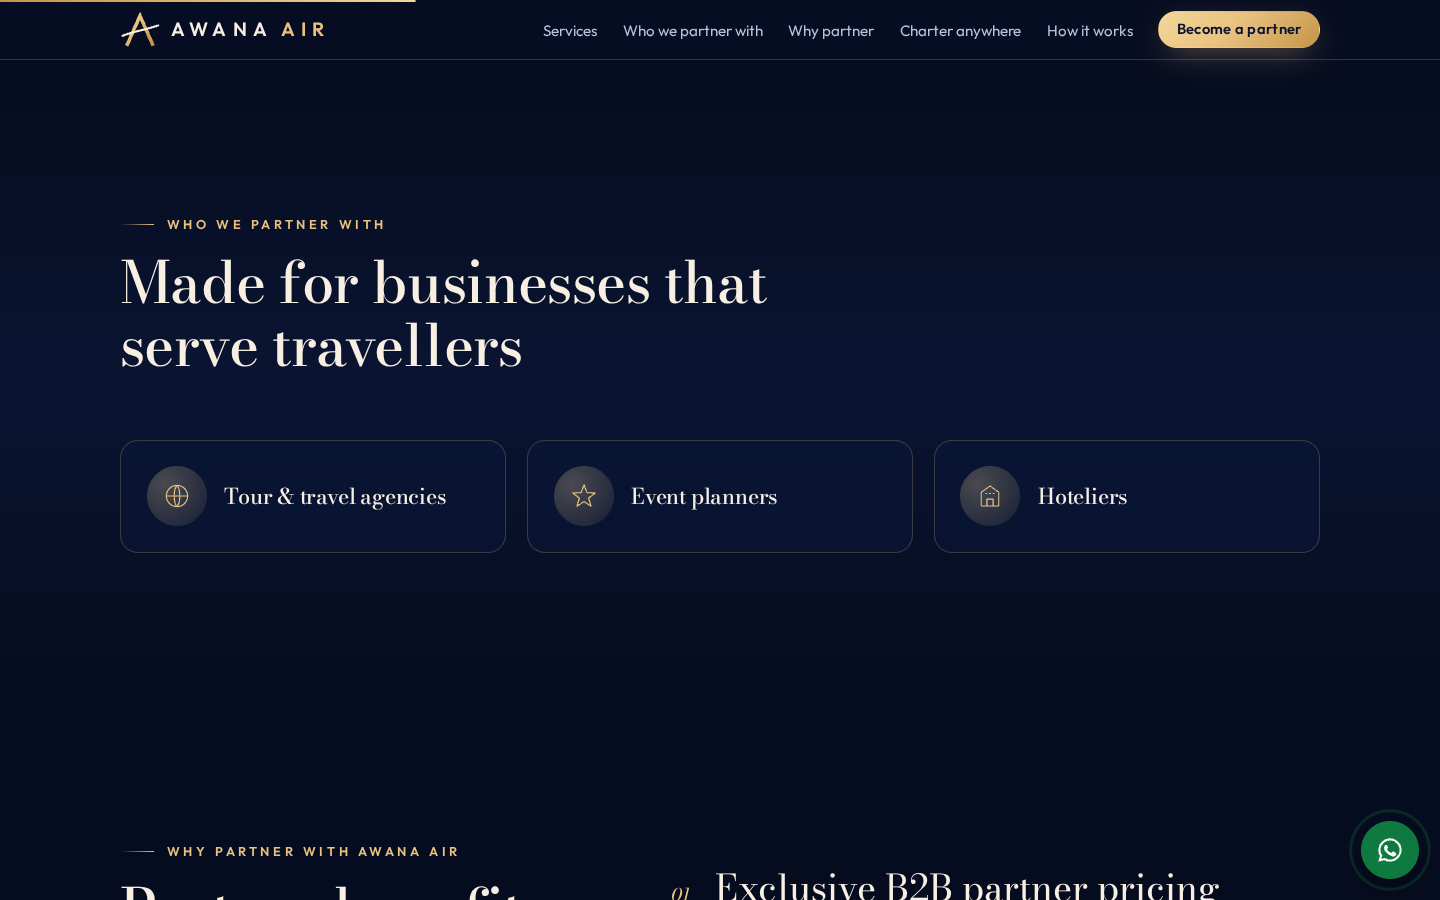 AWANA AIR
Services
Who we partner with
Why partner
Charter anywhere
How it works
Become a partner
WHO WE PARTNER WITH
Made for businesses that
serve travellers
Tour & travel agencies
Event planners
Hoteliers
WHY PARTNER WITH AWANA AIR
01
Exclusive B2B partner pricing